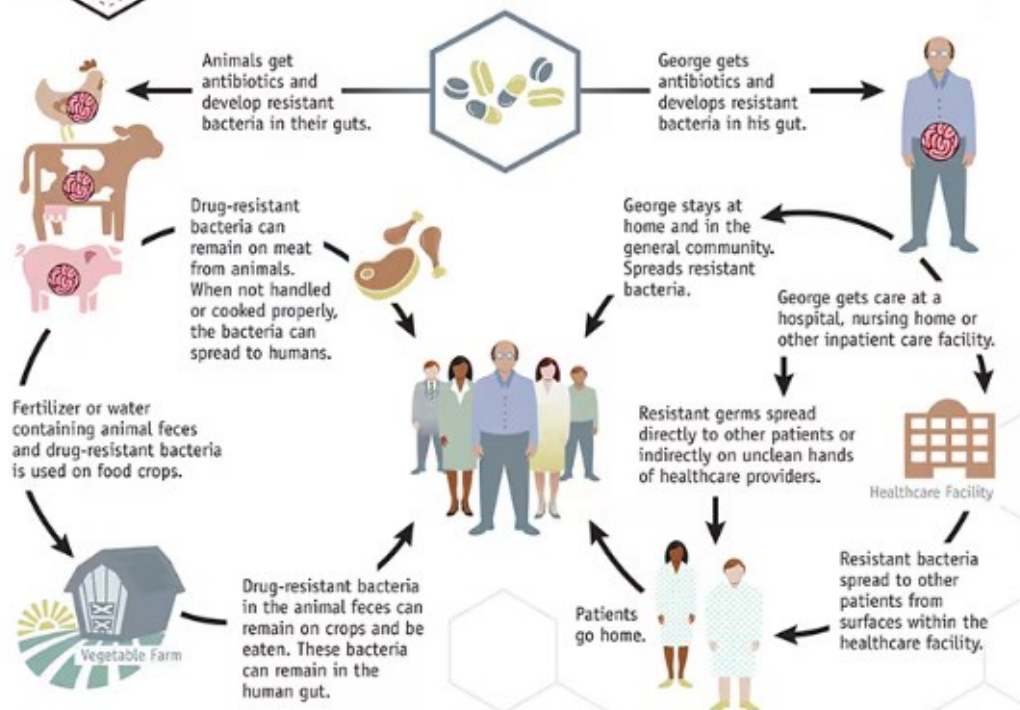 Animals get
antibiotics and
develop resistant
bacteria in their guts.
George gets
antibiotics and
develops resistant
bacteria in his gut.
Drug-resistant
bacteria can
remain on meat
from animals.
When not handled
or cooked properly,
the bacteria can
spread to humans.
George stays at
home and in the
general community.
Spreads resistant
bacteria.
George gets care at a
hospital, nursing home or
other inpatient care facility.
Fertilizer or water
containing animal feces
and drug-resistant bacteria
is used on food crops.
Resistant germs spread
directly to other patients or
indirectly on unclean hands
of healthcare providers.
Healthcare Facility
Vegetable Farm
Drug-resistant bacteria
in the animal feces can
remain on crops and be
eaten. These bacteria
can remain in the
human gut.
Patients
go home.
Resistant bacteria
spread to other
patients from
surfaces within the
healthcare facility.